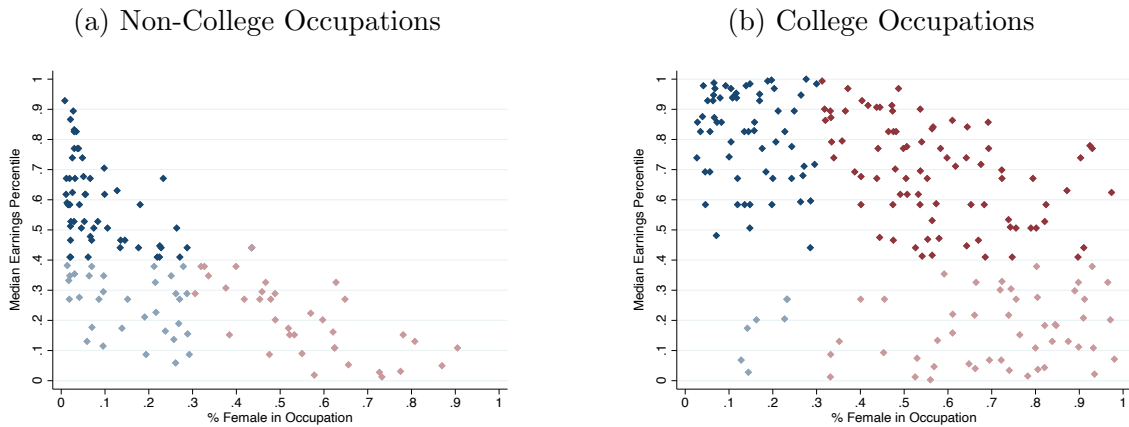 (a) Non-College Occupations
Median Earnings Percentile
1
.9
.8
.7
.6
.5
.4
.3
.2
.1
0
0 .1 .2 .3 .4 .5 .6 .7 .8 .9 1
% Female in Occupation
(b) College Occupations
Median Earnings Percentile
1
.9
.8
.7
.6
.5
.4
.3
.2
.1
0
0 .1 .2 .3 .4 .5 .6 .7 .8 .9 1
% Female in Occupation